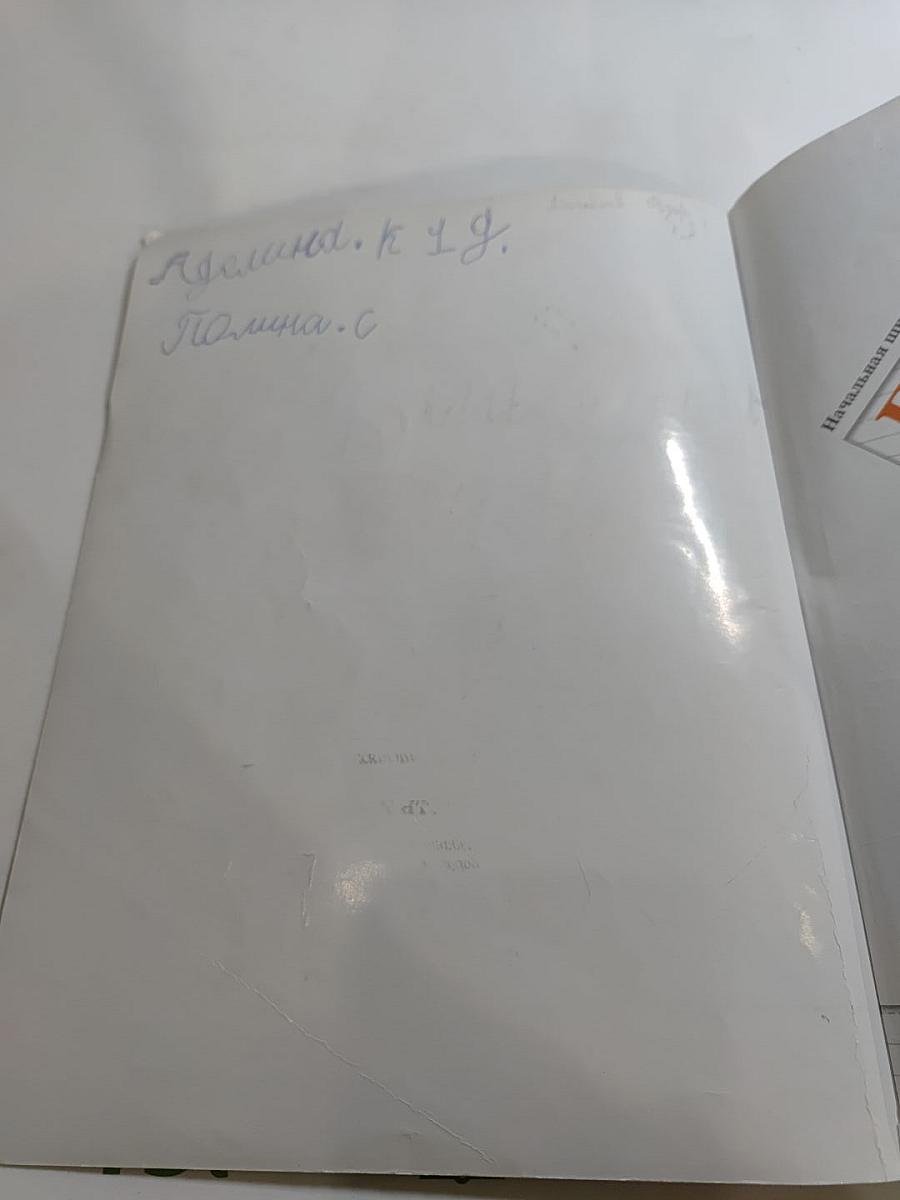 Аделина. К 1 Д.
Полина. С
Начальная